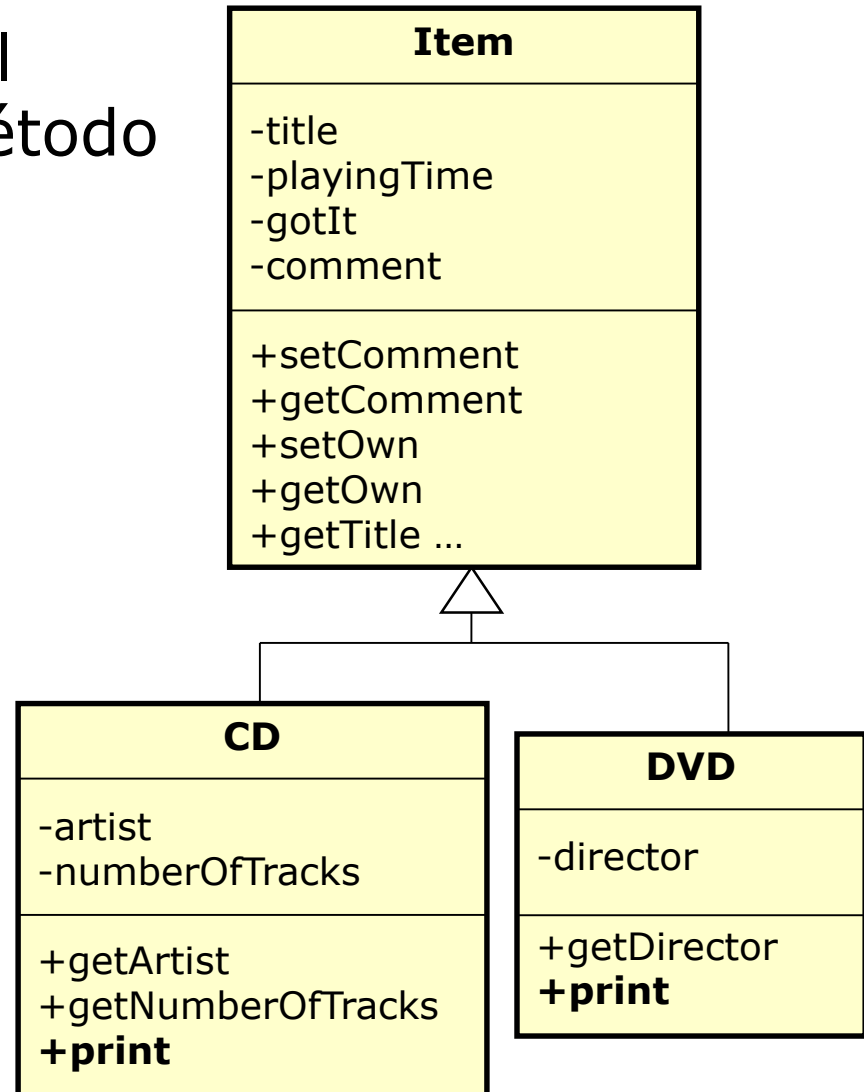 l
étodo
Item
-title
-playingTime
-gotIt
-comment
+setComment
+getComment
+setOwn
+getOwn
+getTitle …
CD
-artist
-numberOfTracks
+getArtist
+getNumberOfTracks
+print
DVD
-director
+getDirector
+print